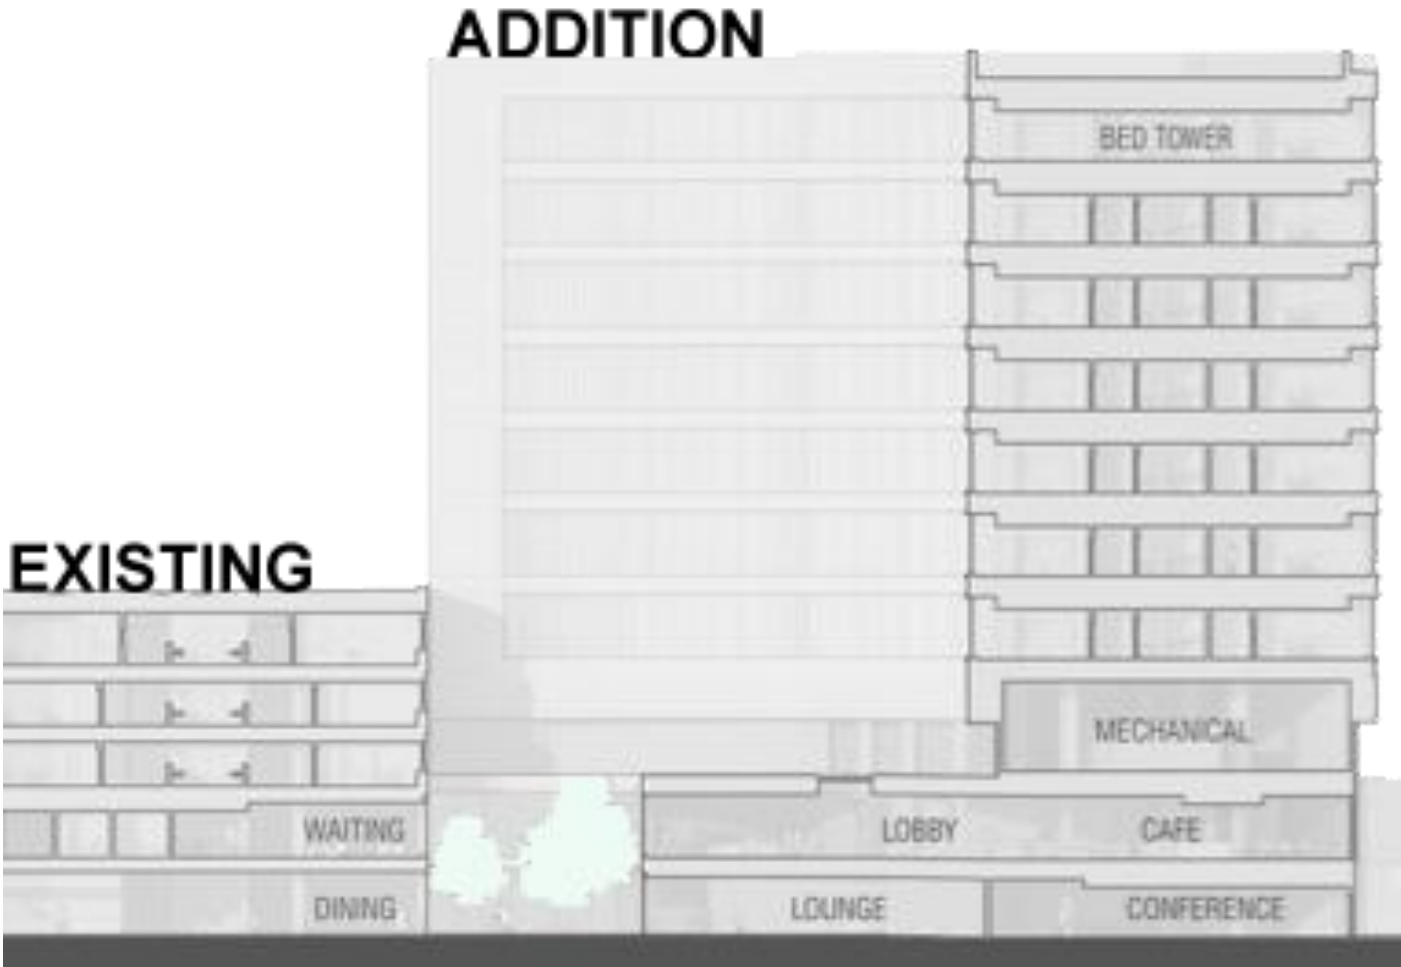 ADDITION
BED TOWER
EXISTING
MECHANICAL
WAITING
LOBBY
CAFE
DINING
LOUNGE
CONFERENCE